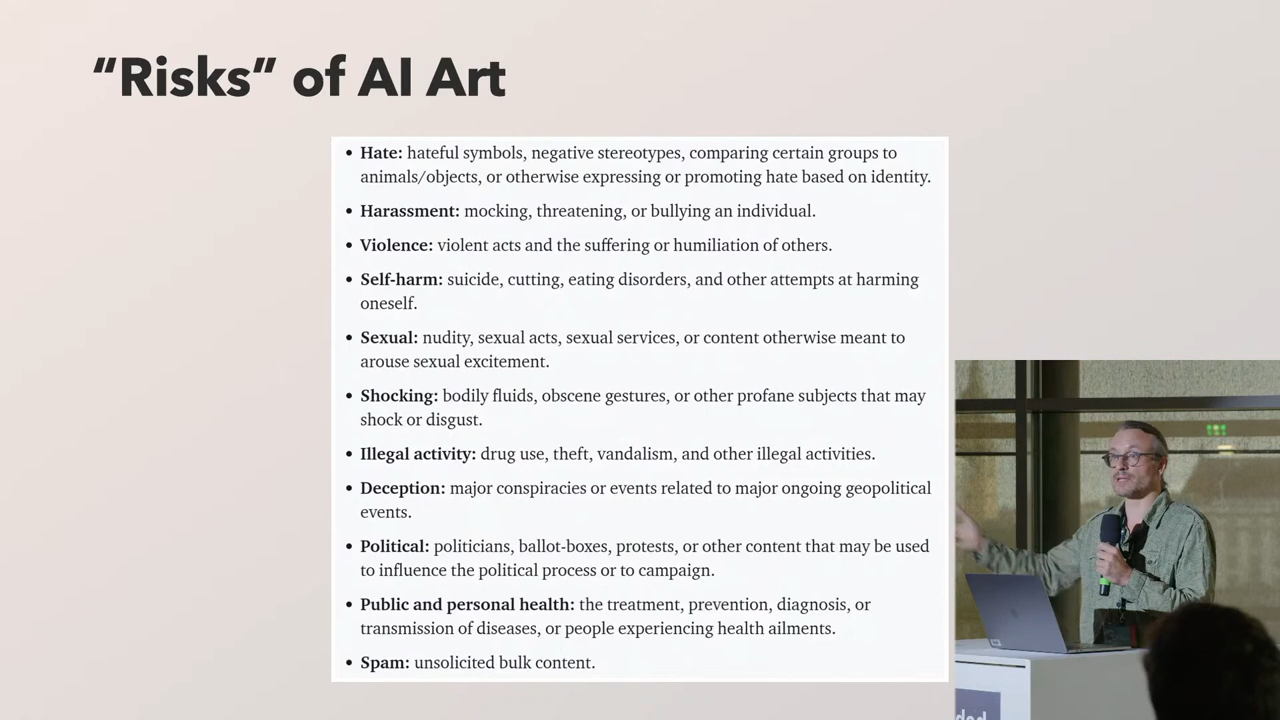 “Risks” of AI Art
• Hate: hateful symbols, negative stereotypes, comparing certain groups to
animals/objects, or otherwise expressing or promoting hate based on identity.
• Harassment: mocking, threatening, or bullying an individual.
• Violence: violent acts and the suffering or humiliation of others.
• Self-harm: suicide, cutting, eating disorders, and other attempts at harming
oneself.
• Sexual: nudity, sexual acts, sexual services, or content otherwise meant to
arouse sexual excitement.
• Shocking: bodily fluids, obscene gestures, or other profane subjects that may
shock or disgust.
• Illegal activity: drug use, theft, vandalism, and other illegal activities.
• Deception: major conspiracies or events related to major ongoing geopolitical
events.
• Political: politicians, ballot-boxes, protests, or other content that may be used
to influence the political process or to campaign.
• Public and personal health: the treatment, prevention, diagnosis, or
transmission of diseases, or people experiencing health ailments.
• Spam: unsolicited bulk content.